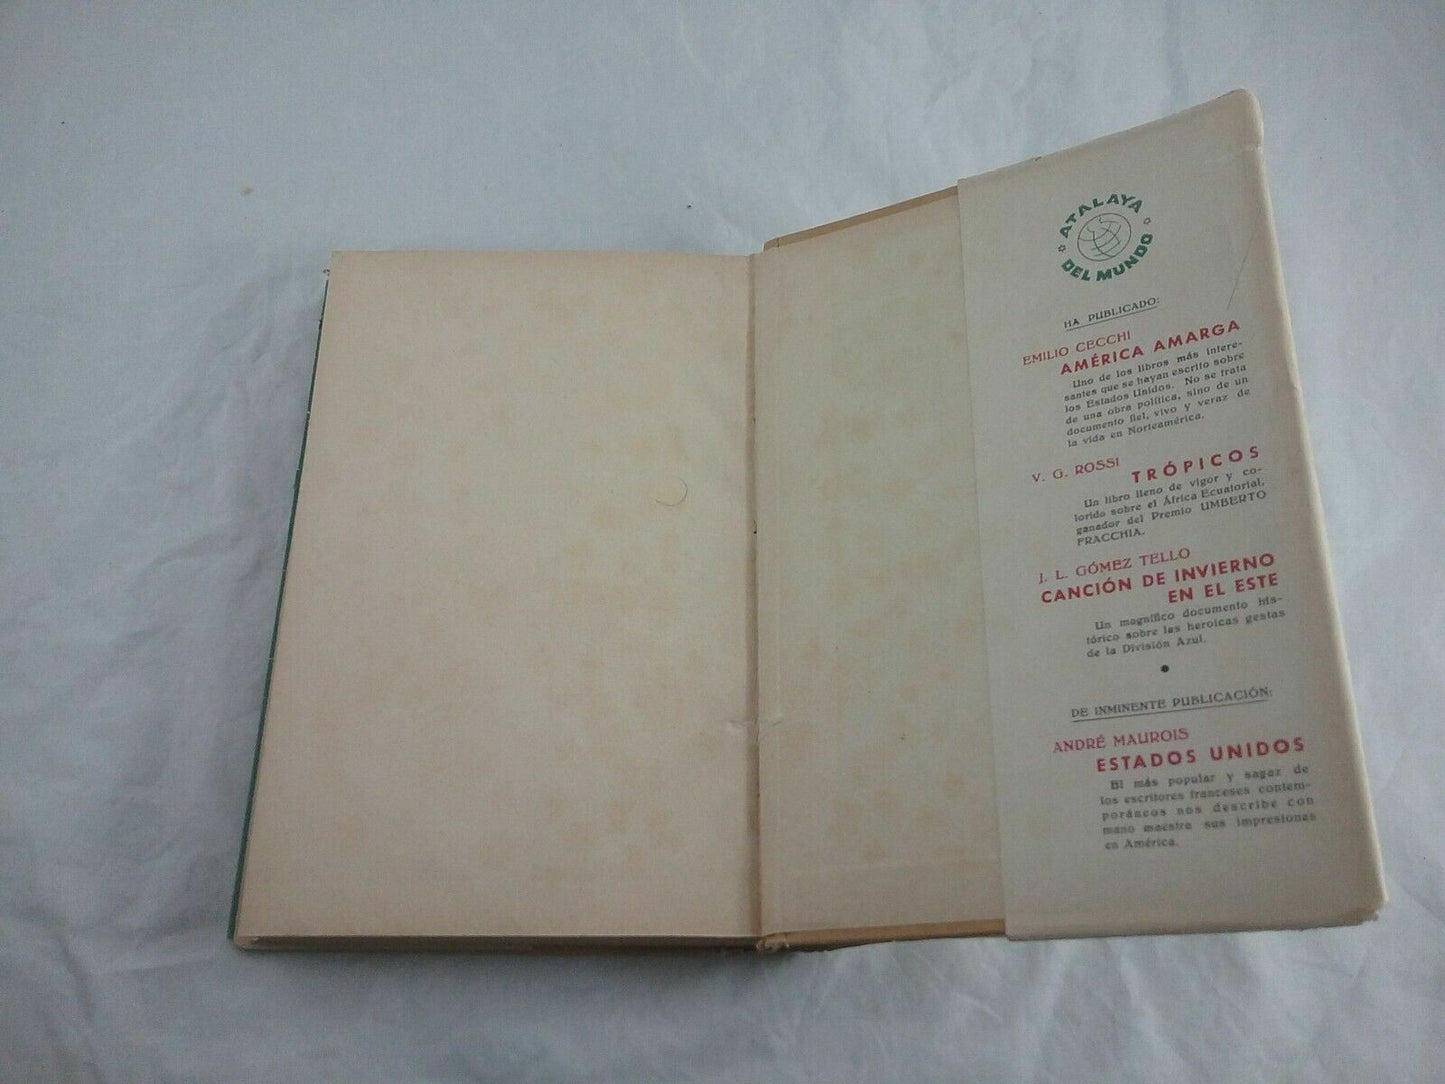 ATALAYA
DEL MUNDO
HA PUBLICADO:
EMILIO CECCHI
AMÉRICA AMARGA
Uno de los libros más intere-
santes que se hayan escrito sobre
los Estados Unidos. No se trata
de una obra política, sino de un
documento fiel, vivo y veraz de
la vida en Norteamérica.
V. G. ROSSI
TRÓPICOS
Un libro lleno de vigor y co-
lorido sobre el África Ecuatorial,
ganador del Premio UMBERTO
FRACCHIA.
J. L. GÓMEZ TELLO
CANCIÓN DE INVIERNO
EN EL ESTE
Un magnífico documento his-
tórico sobre las heroicas gestas
de la División Azul.
DE INMINENTE PUBLICACIÓN:
ANDRÉ MAUROIS
ESTADOS UNIDOS
El más popular y sagaz de
los escritores franceses contem-
poráneos nos describe con
mano maestra sus impresiones
en América.